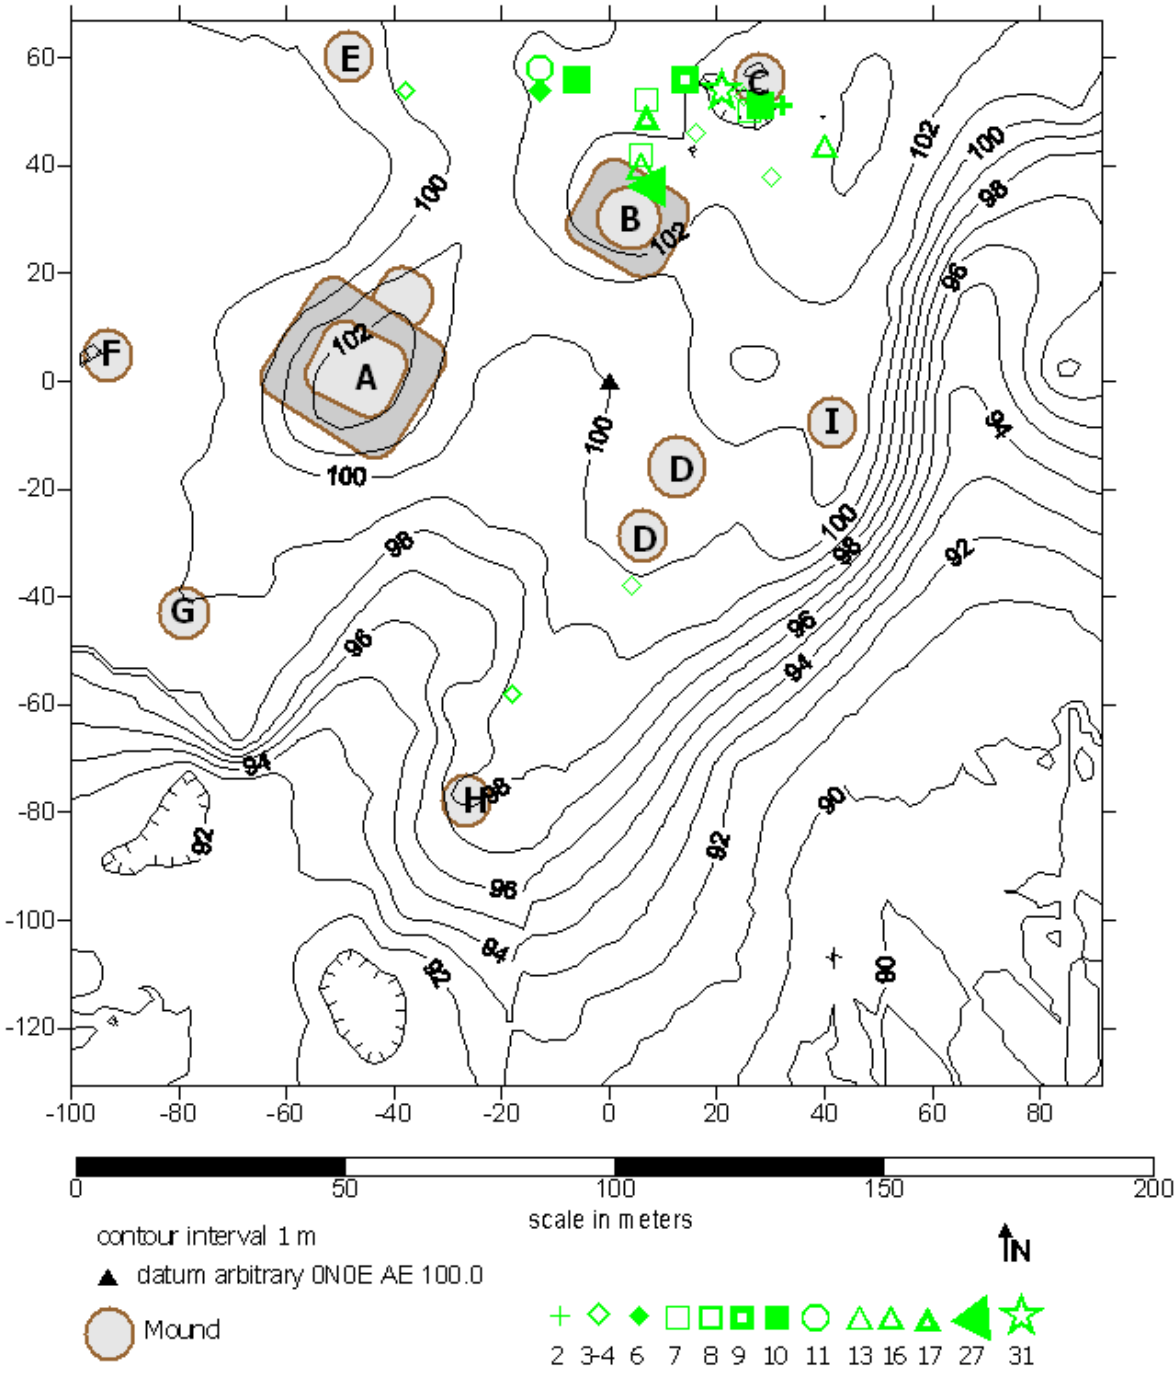 60
E
C
102
100
98
40
100
B
102
20
96
102
F
A
0
I
94
100
D
100
-20
100
98
D
98
92
-40
G
96
96
94
-60
94
H
98
90
-80
92
92
96
-100
94
92
90
-120
-100 -80 -60 -40 -20 0 20 40 60 80
0 50 100 150 200
scale in meters
contour interval 1 m
N
datum arbitrary 0N0E AE 100.0
Mound
2 3-4 6 7 8 9 10 11 13 16 17 27 31